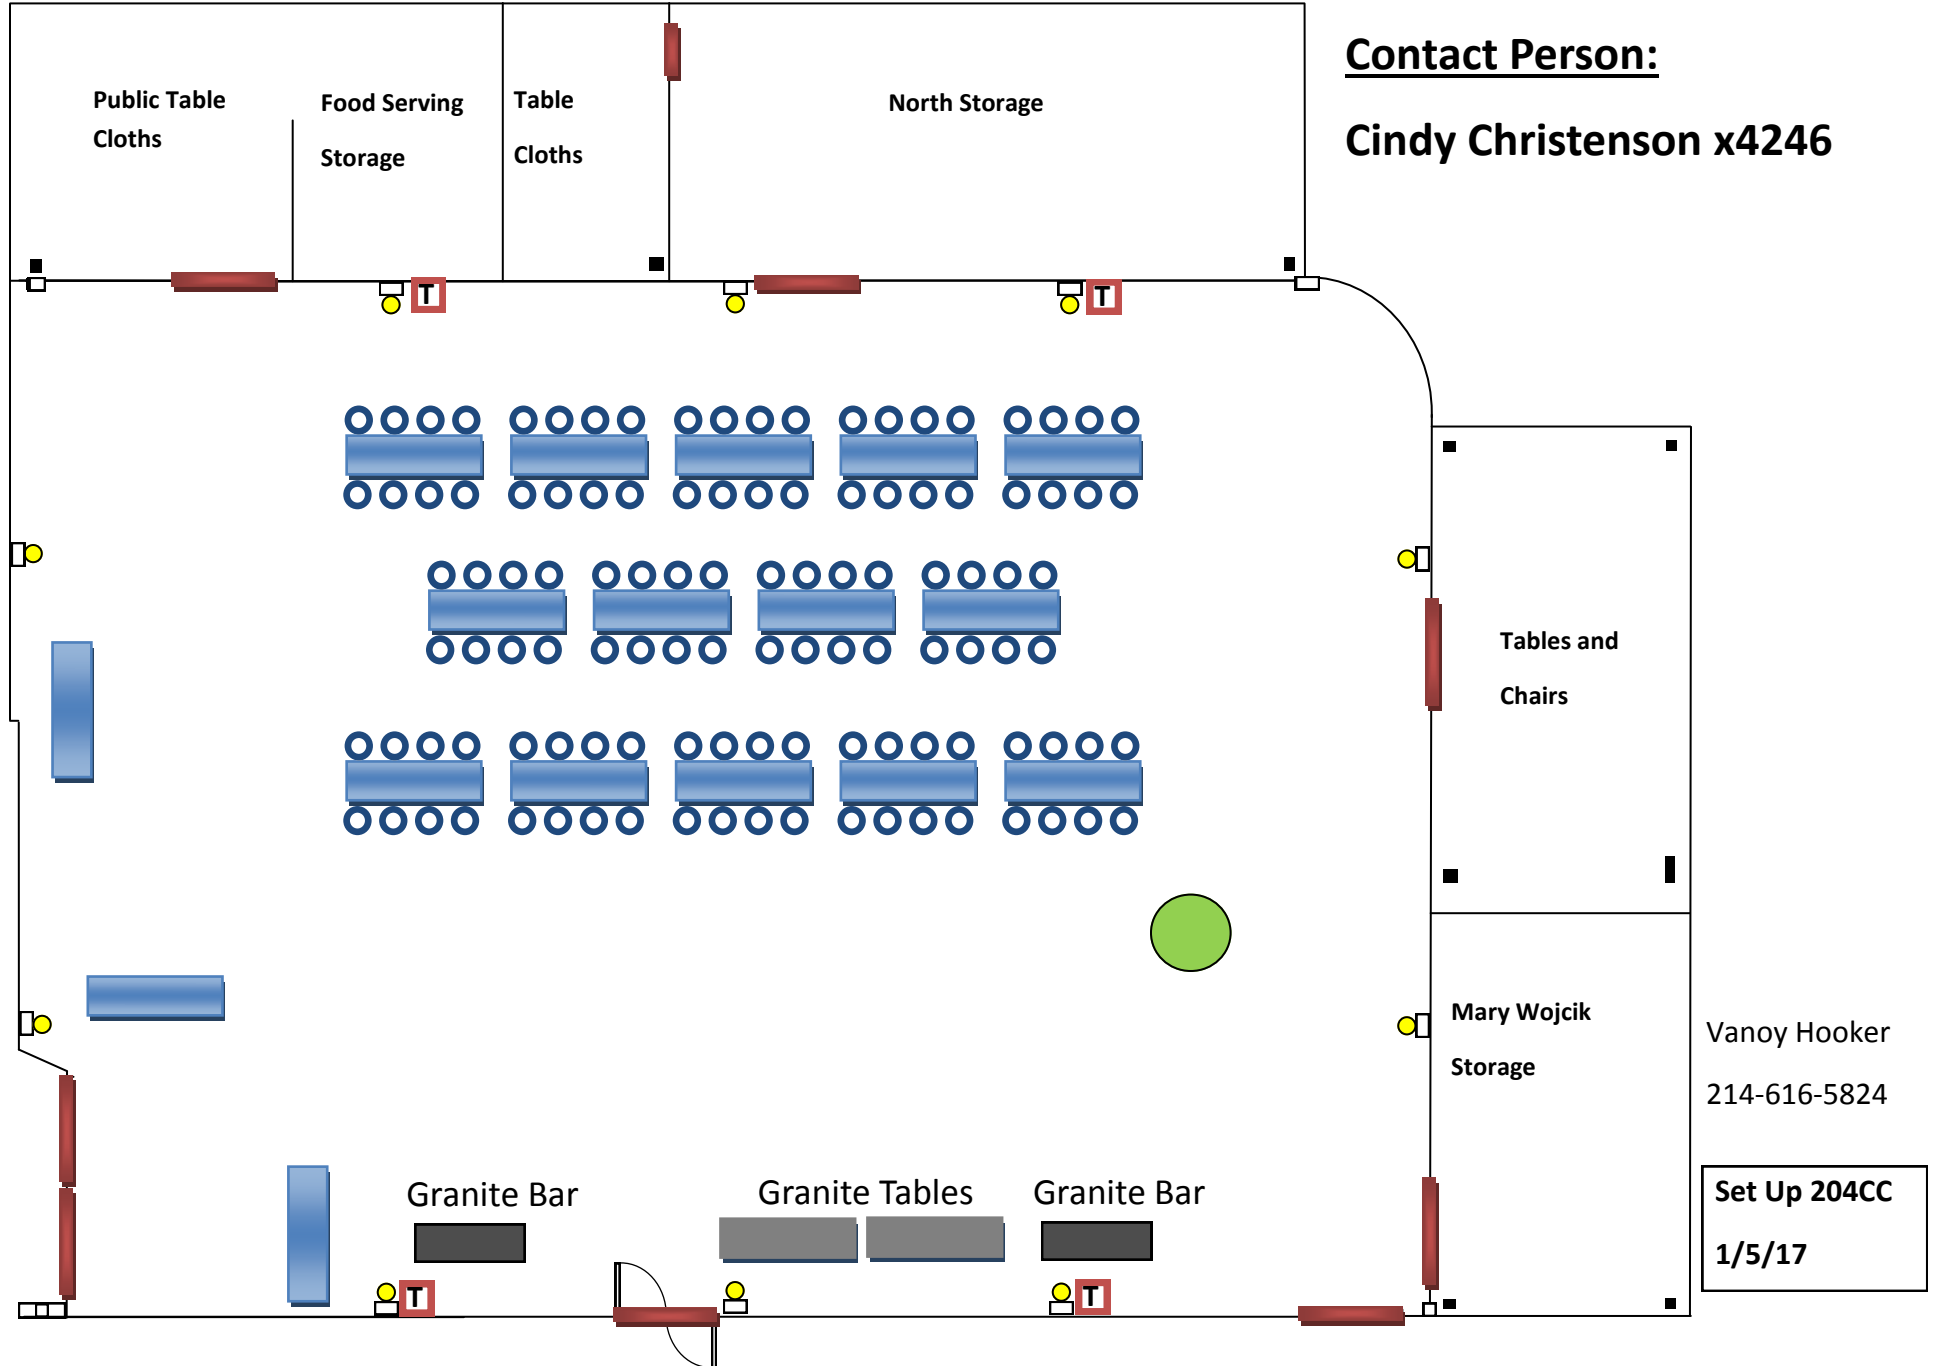 Contact Person:
Cindy Christenson x4246
Public Table
Cloths
Food Serving
Storage
Table
Cloths
North Storage
T
T
Tables and
Chairs
Mary Wojcik
Storage
Vanoy Hooker
214-616-5824
Granite Bar
Granite Tables
Granite Bar
T
T
Set Up 204CC
1/5/17